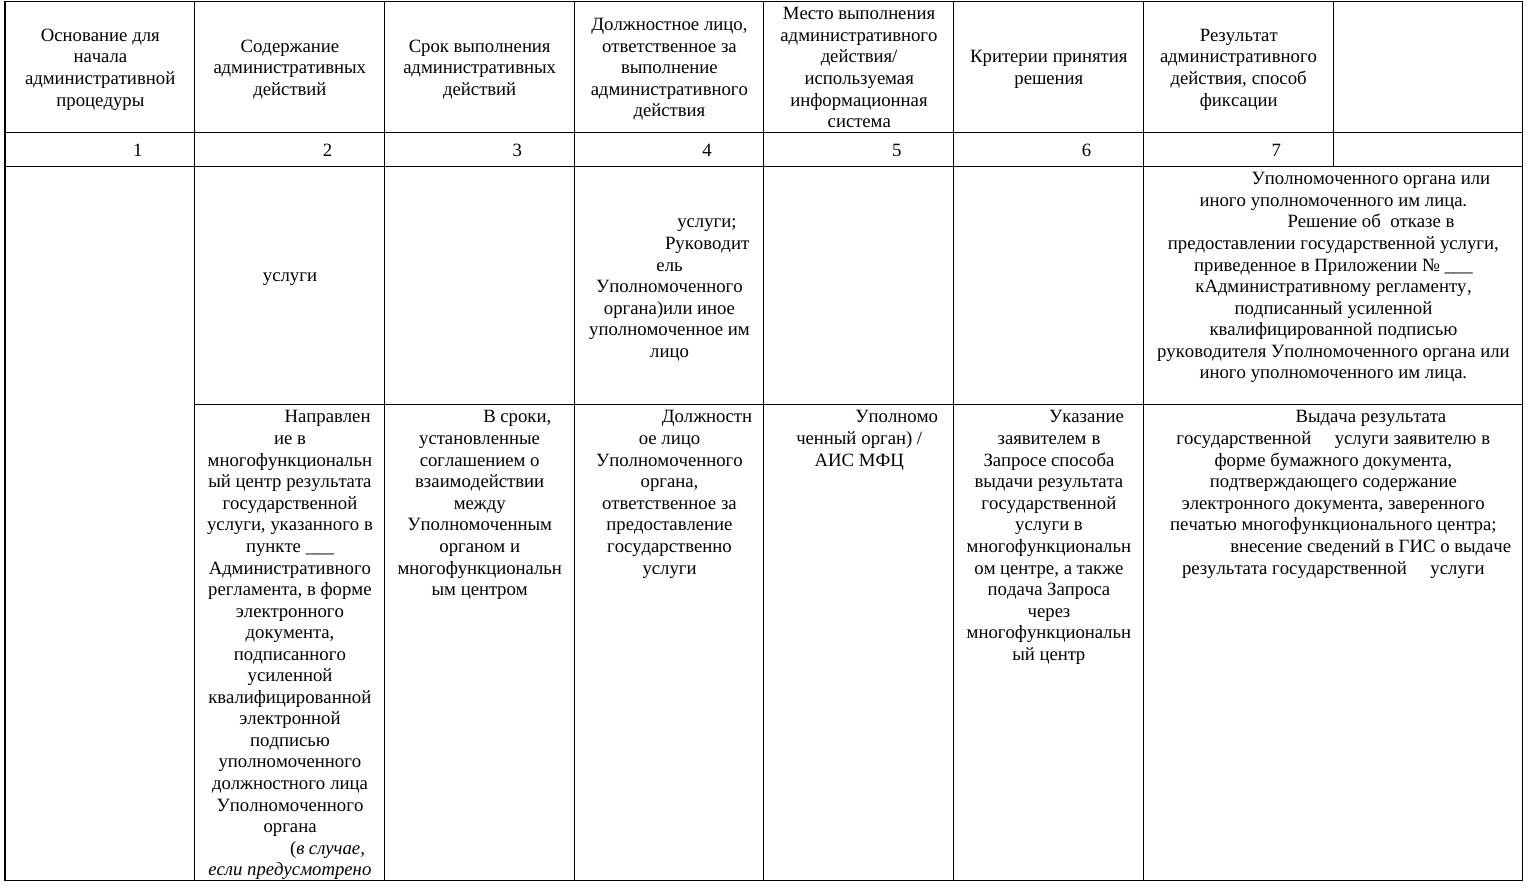 Основание для
начала
административной
процедуры
Содержание
административных
действий
Срок выполнения
административных
действий
Должностное лицо,
ответственное за
выполнение
административного
действия
Место выполнения
административного
действия/
используемая
информационная
система
Критерии принятия
решения
Результат
административного
действия, способ
фиксации
1
2
3
4
5
6
7
услуги
услуги;
Руководит
ель
Уполномоченного
органа)или иное
уполномоченное им
лицо
Уполномоченного органа или
иного уполномоченного им лица.
Решение об  отказе в
предоставлении государственной услуги,
приведенное в Приложении № ___
кАдминистративному регламенту,
подписанный усиленной
квалифицированной подписью
руководителя Уполномоченного органа или
иного уполномоченного им лица.
Направлен
ие в
многофункциональн
ый центр результата
государственной
услуги, указанного в
пункте ___
Административного
регламента, в форме
электронного
документа,
подписанного
усиленной
квалифицированной
электронной
подписью
уполномоченного
должностного лица
Уполномоченного
органа
(в случае,
если предусмотрено
В сроки,
установленные
соглашением о
взаимодействии
между
Уполномоченным
органом и
многофункциональн
ым центром
Должностн
ое лицо
Уполномоченного
органа,
ответственное за
предоставление
государственно
услуги
Уполномо
ченный орган) /
АИС МФЦ
Указание
заявителем в
Запросе способа
выдачи результата
государственной
услуги в
многофункциональн
ом центре, а также
подача Запроса
через
многофункциональн
ый центр
Выдача результата
государственной     услуги заявителю в
форме бумажного документа,
подтверждающего содержание
электронного документа, заверенного
печатью многофункционального центра;
внесение сведений в ГИС о выдаче
результата государственной     услуги